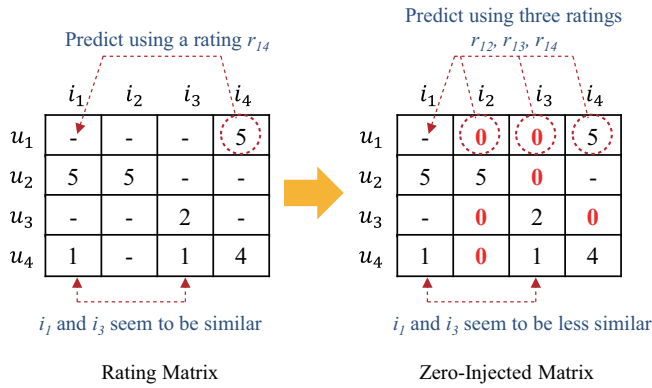 Predict using a rating r14
i1 i2 i3 i4
u1 - - - 5
u2 5 5 - -
u3 - - 2 -
u4 1 - 1 4
i1 and i3 seem to be similar
Rating Matrix
Predict using three ratings
r12, r13, r14
i1 i2 i3 i4
u1 - 0 0 5
u2 5 5 0 -
u3 - 0 2 0
u4 1 0 1 4
i1 and i3 seem to be less similar
Zero-Injected Matrix